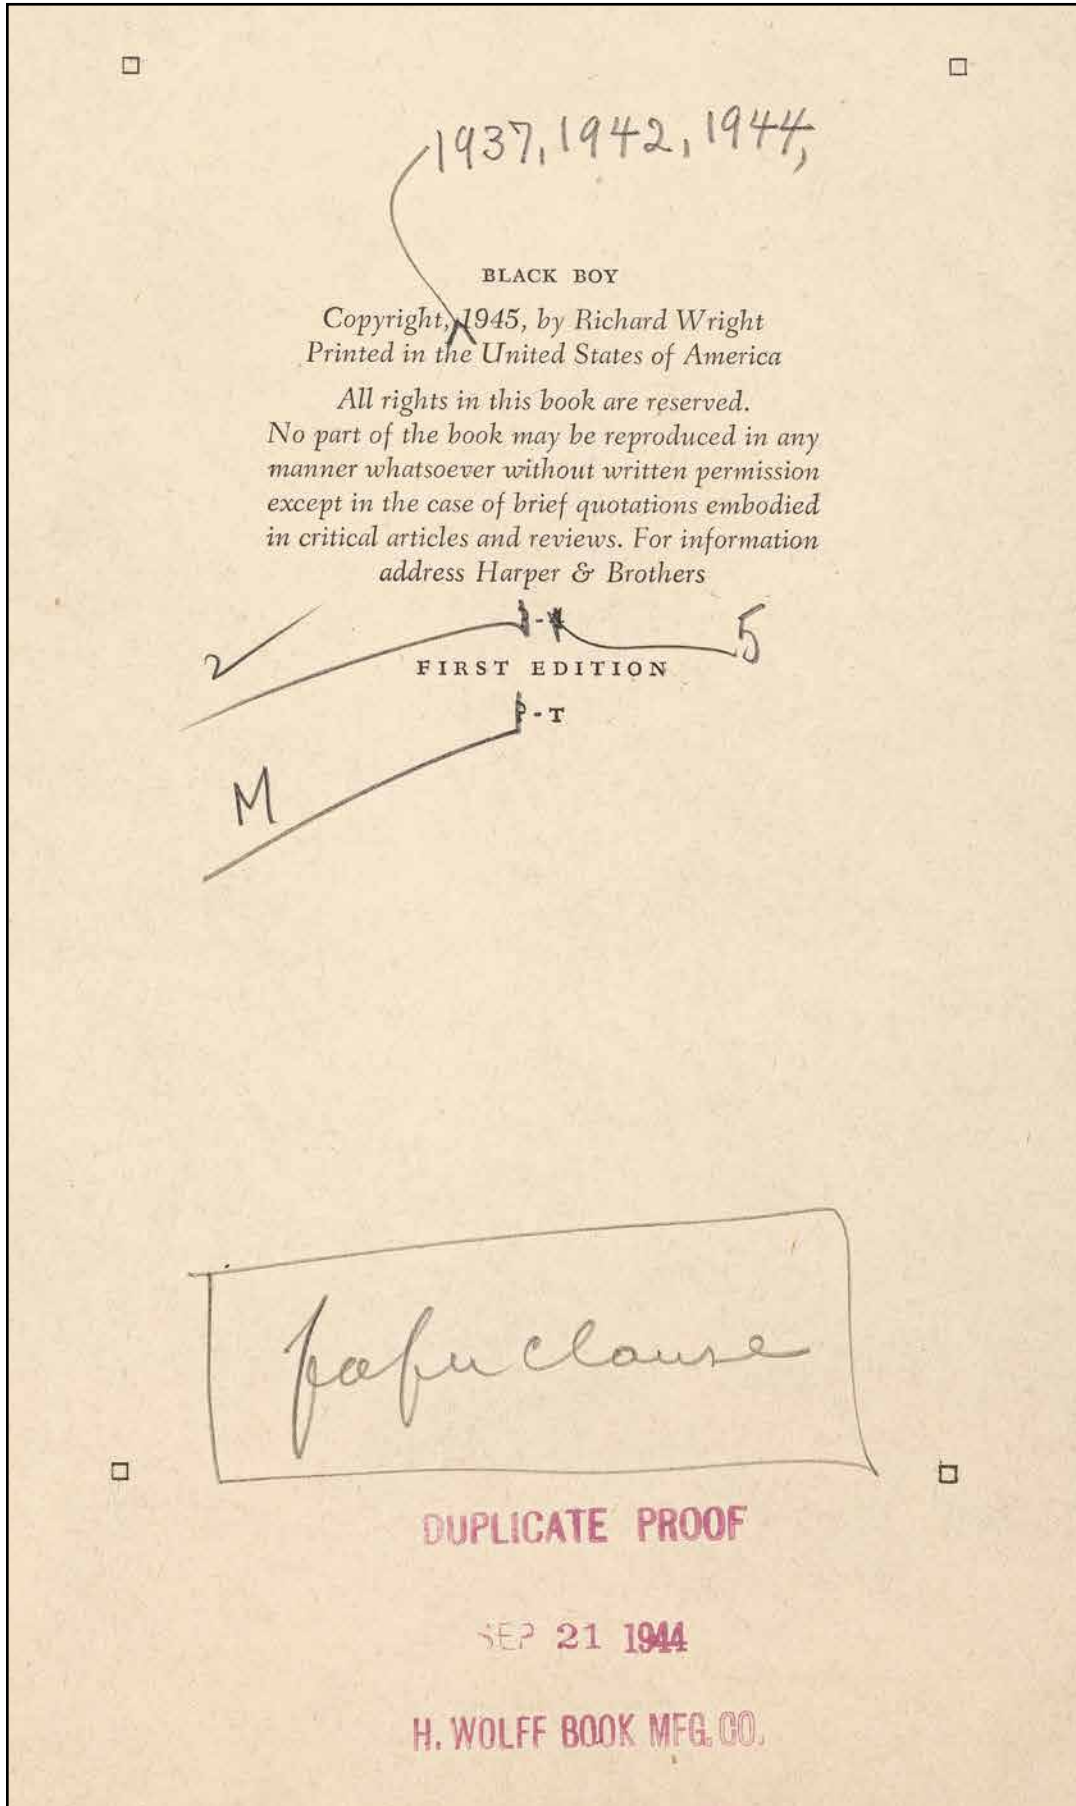 1937, 1942, 1944,
BLACK BOY
Copyright, 1945, by Richard Wright
Printed in the United States of America
All rights in this book are reserved.
No part of the book may be reproduced in any
manner whatsoever without written permission
except in the case of brief quotations embodied
in critical articles and reviews. For information
address Harper & Brothers
2
5
FIRST EDITION
P-T
M
paper clause
DUPLICATE PROOF
SEP 21 1944
H. WOLFF BOOK MFG. CO.